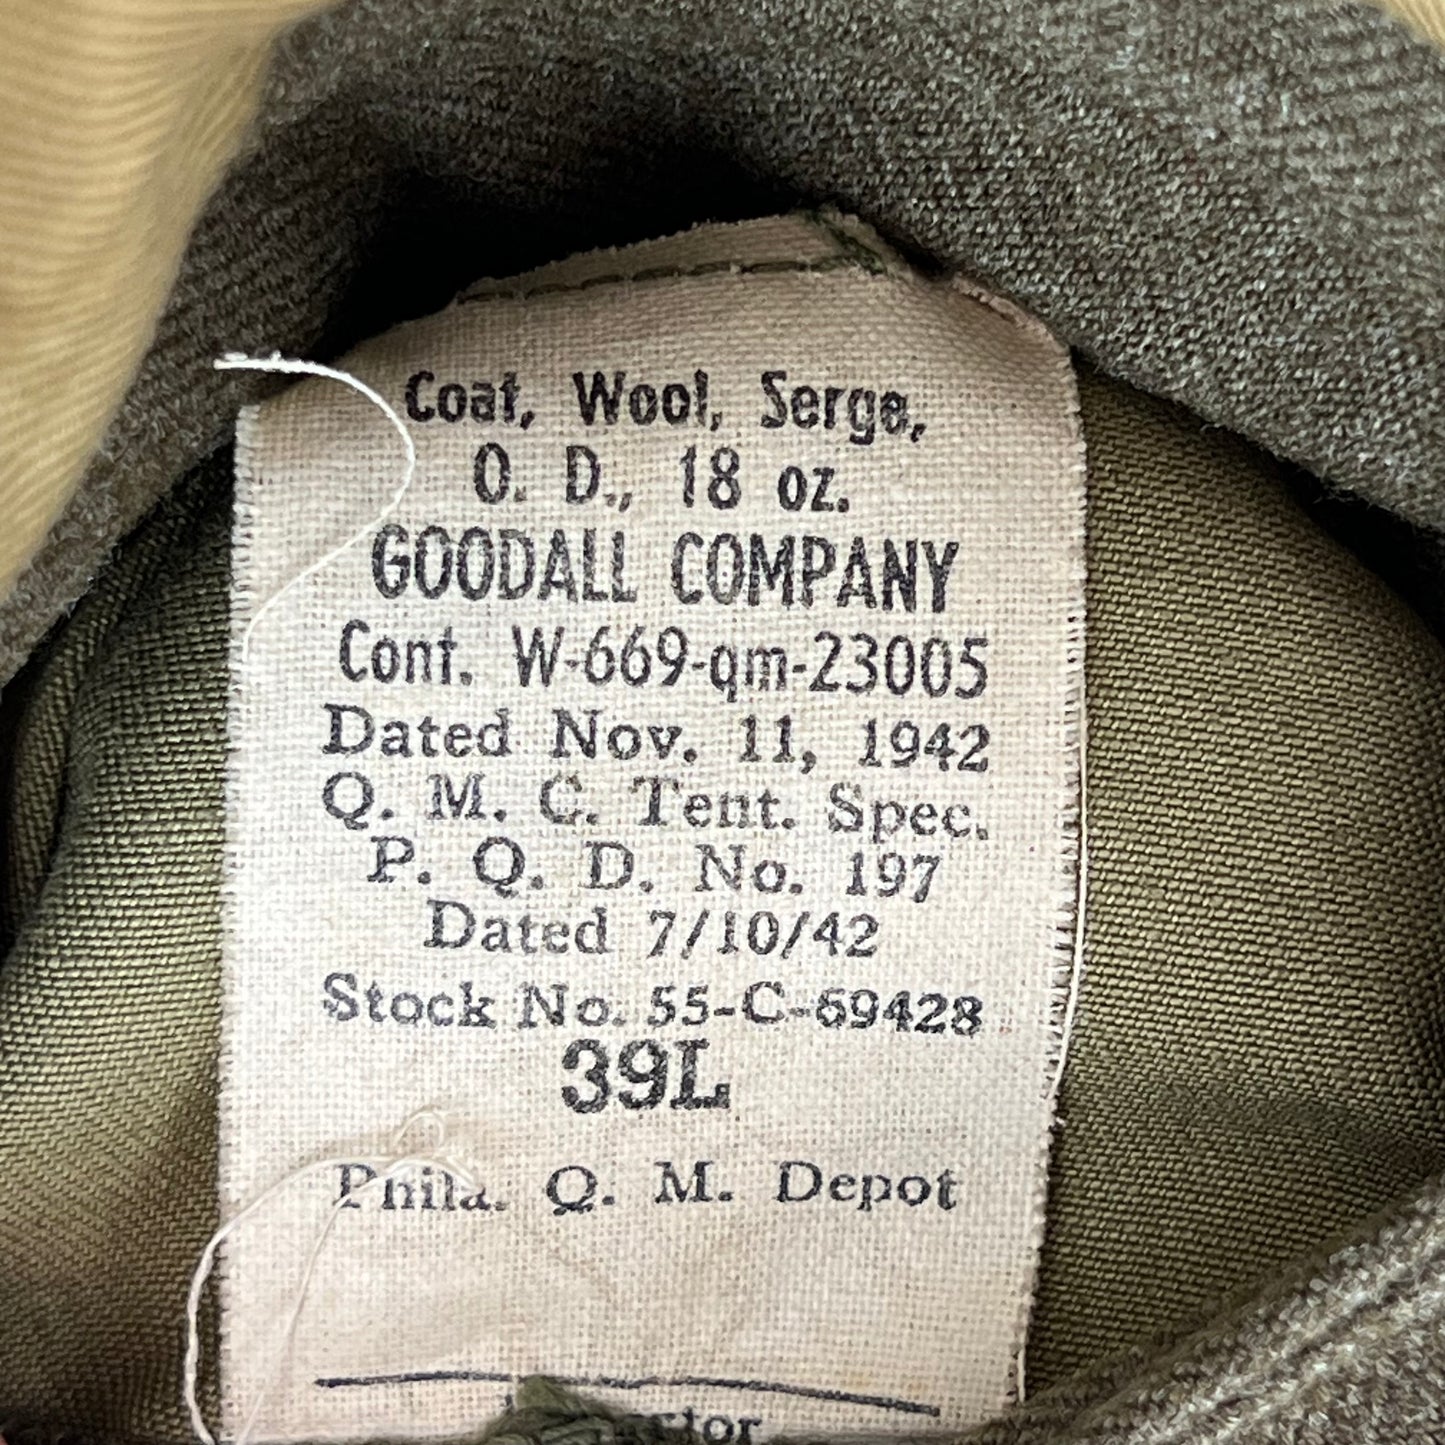 Coat, Wool, Serge,
O. D., 18 oz.
GOODALL COMPANY
Cont. W-669-qm-23005
Dated Nov. 11, 1942
Q. M. C. Tent. Spec.
P. Q. D. No. 197
Dated 7/10/42
Stock No. 55-C-69428
39L
Phila. Q. M. Depot